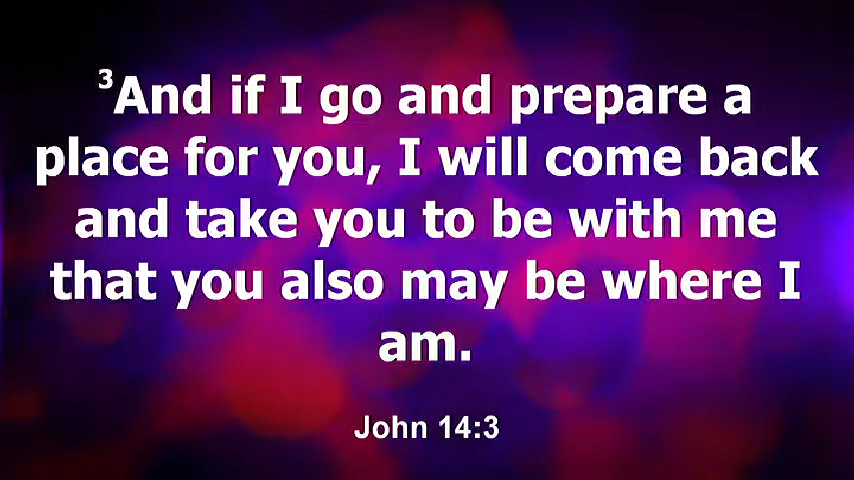 3And if I go and prepare a
place for you, I will come back
and take you to be with me
that you also may be where I
am.
John 14:3